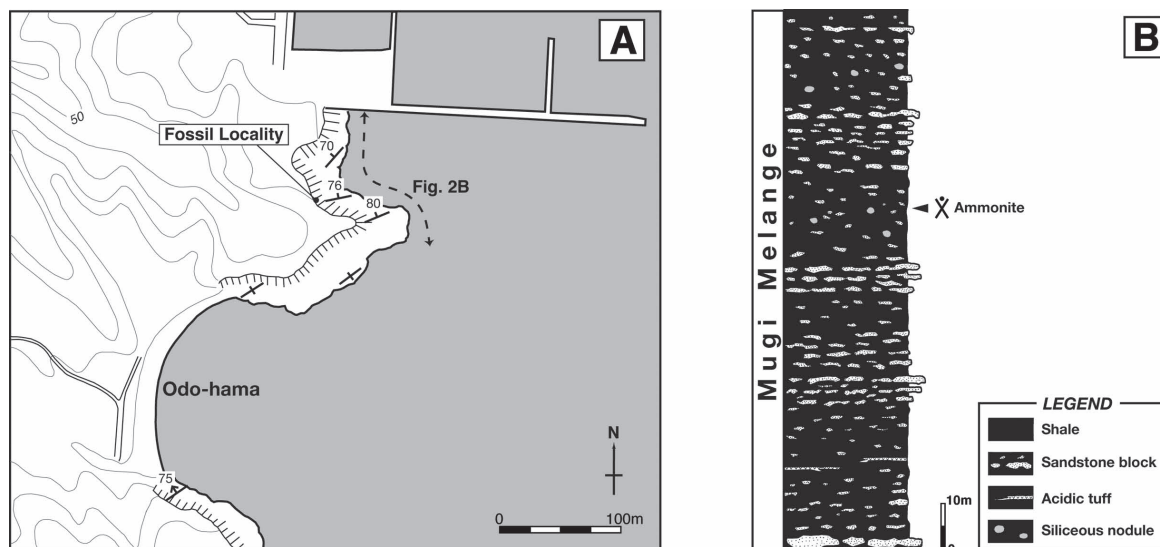 A
50
Fossil Locality
70
76
80
Fig. 2B
Odo-hama
75
N
0
100m
B
Mugi Melange
Ammonite
LEGEND
Shale
Sandstone block
Acidic tuff
Siliceous nodule
10m